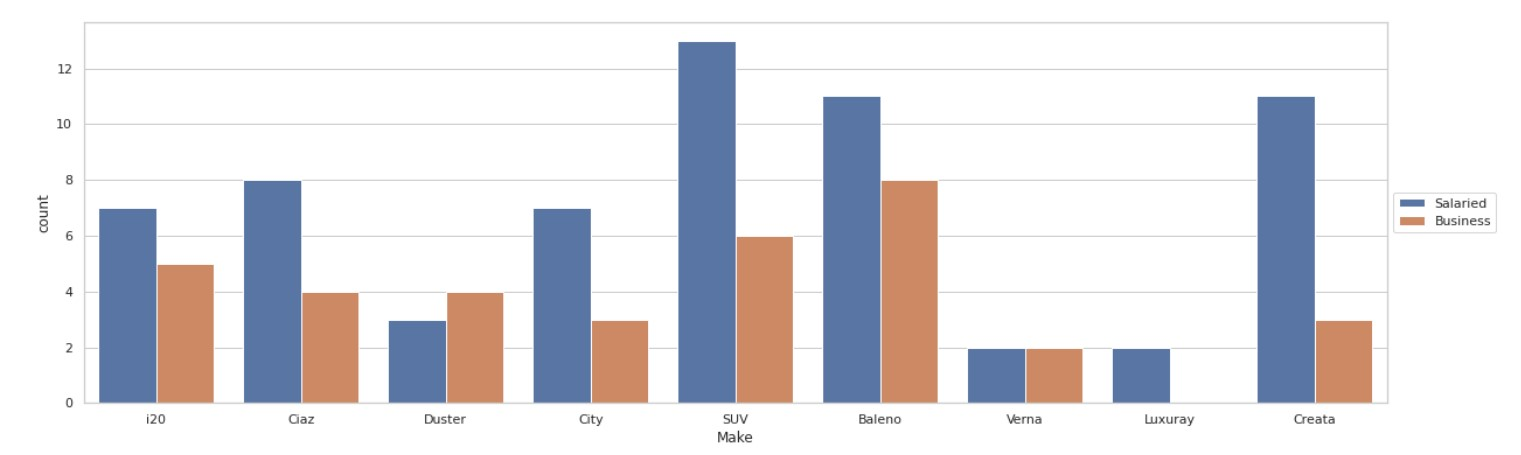 12
10
8
6
4
2
0
count
i20 Ciaz Duster City SUV Baleno Verna Luxuray Creata
Make
Salaried
Business